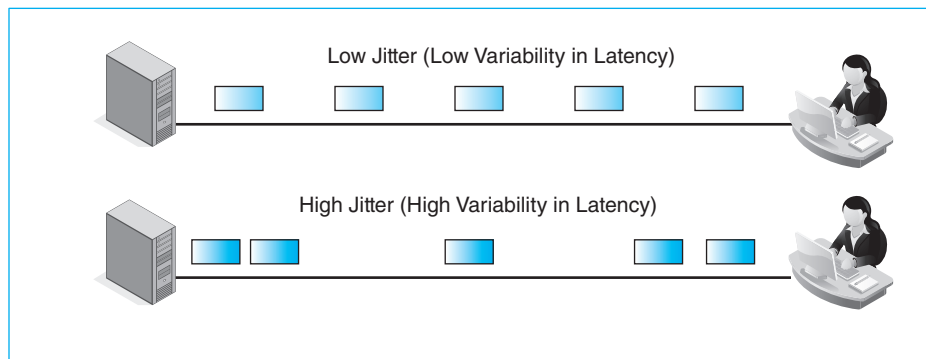 Low Jitter (Low Variability in Latency)
High Jitter (High Variability in Latency)